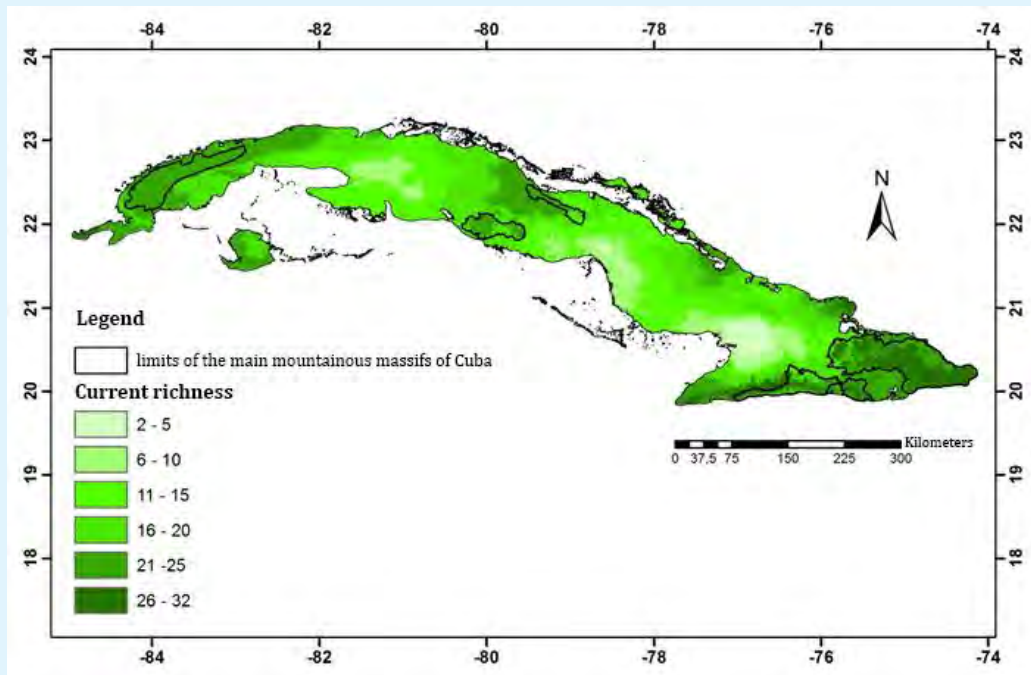 -84 -82 -80 -78 -76 -74
24 24
23 23
22 22
21 21
20 20
19 19
18 18
N
Legend
limits of the main mountainous massifs of Cuba
Current richness
2 - 5
6 - 10
11 - 15
16 - 20
21 -25
26 - 32
Kilometers
0 37,5 75 150 225 300
-84 -82 -80 -78 -76 -74